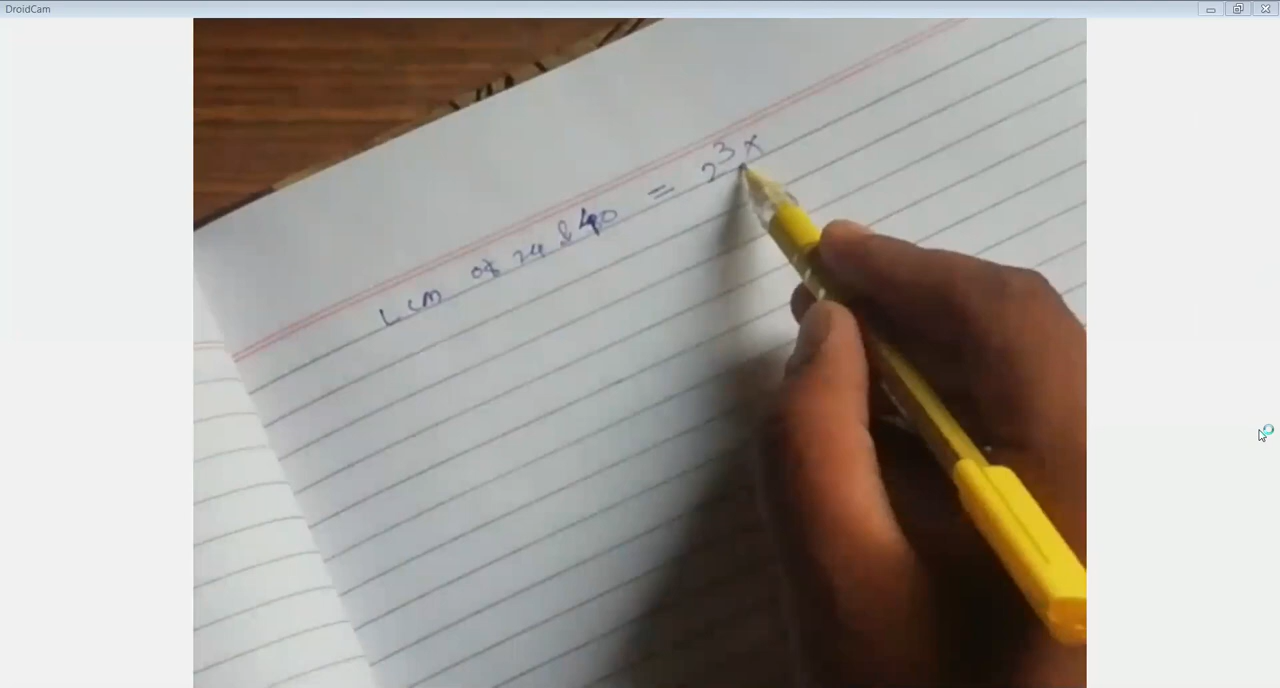 DroidCam
LCM of 24 & 40 = 2³ ×